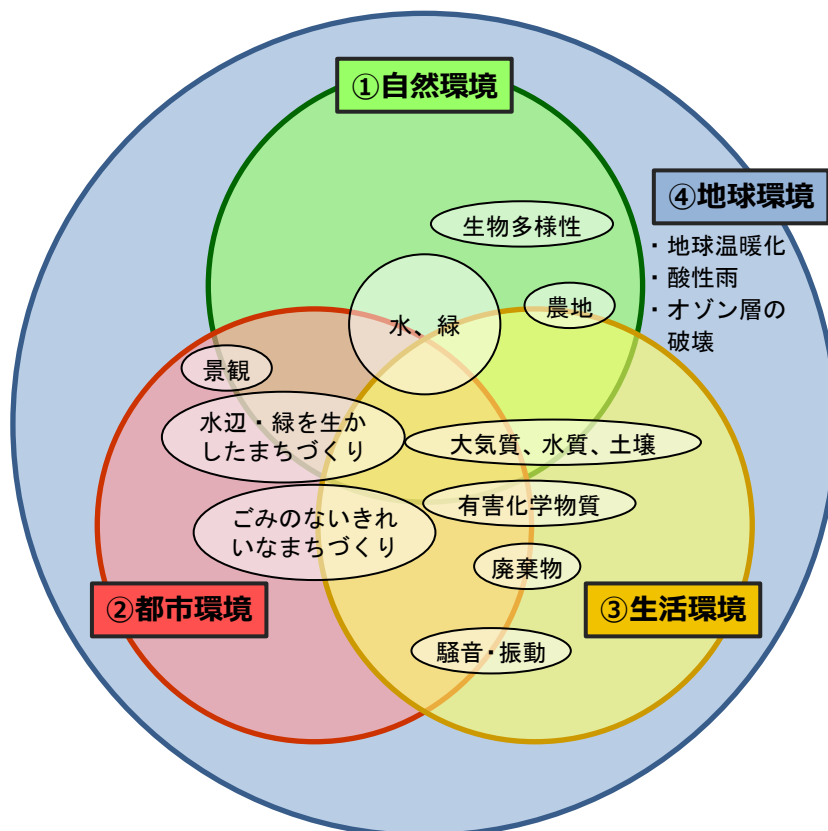 ①自然環境
④地球環境
・地球温暖化
・酸性雨
・オゾン層の
破壊
生物多様性
農地
水、緑
景観
水辺・緑を生か
したまちづくり
大気質、水質、土壌
ごみのないきれ
いなまちづくり
有害化学物質
廃棄物
②都市環境
③生活環境
騒音・振動